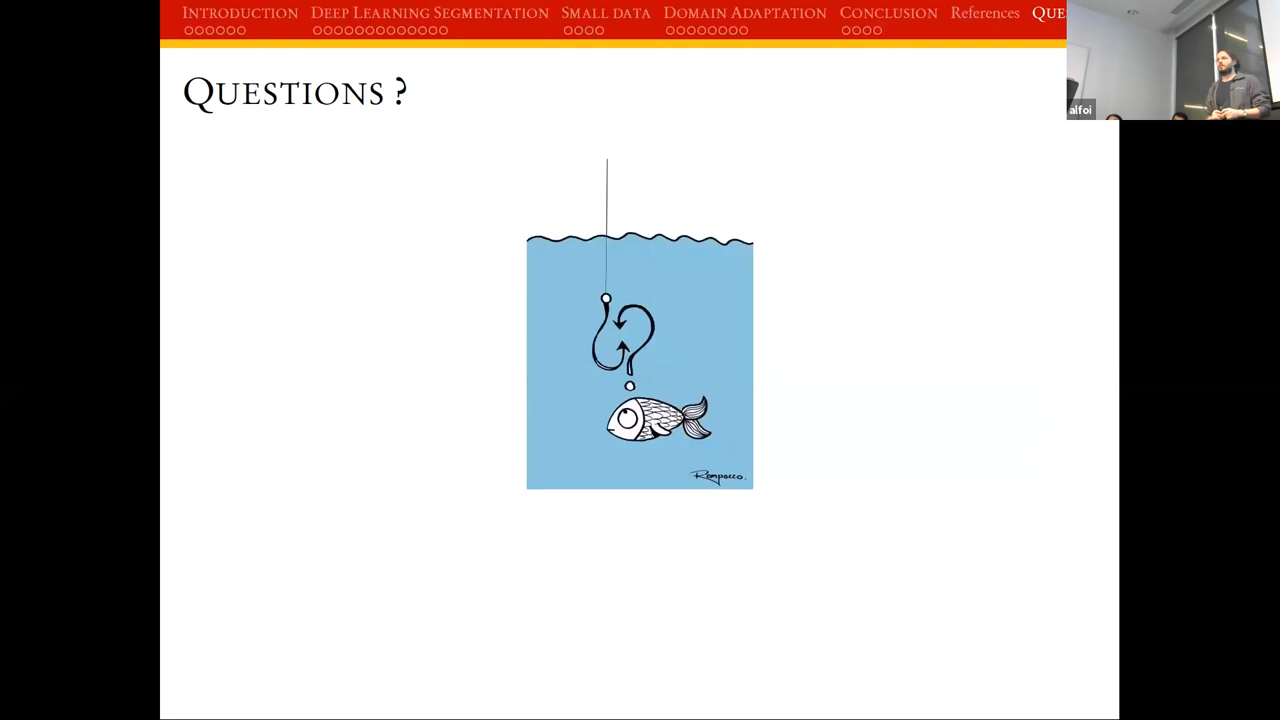 INTRODUCTION DEEP LEARNING SEGMENTATION SMALL DATA DOMAIN ADAPTATION CONCLUSION References QUE
alfoi
QUESTIONS ?